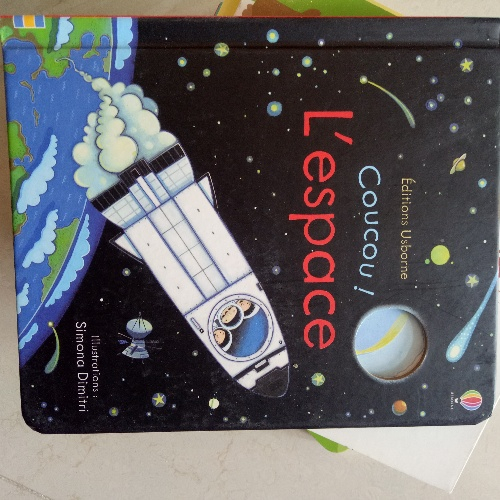 Éditions Usborne
Coucou !
L'espace
Illustrations :
Simona Dimitri